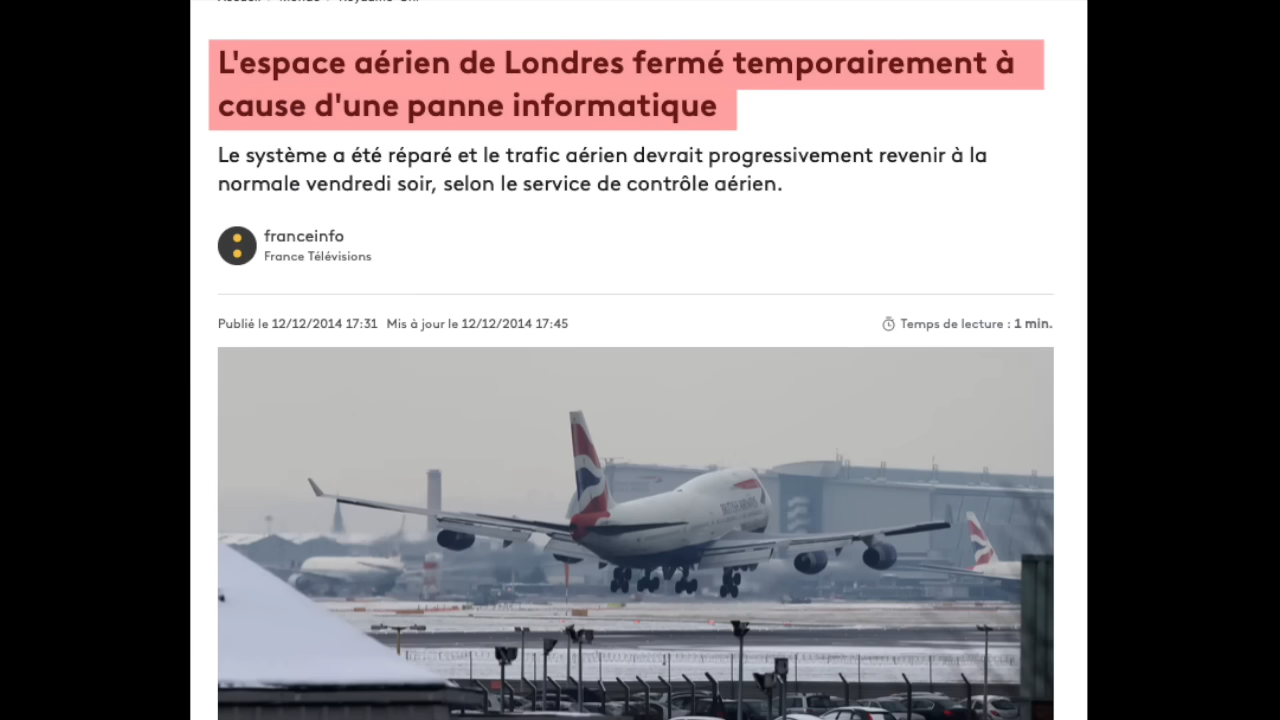 L'espace aérien de Londres fermé temporairement à
cause d'une panne informatique
Le système a été réparé et le trafic aérien devrait progressivement revenir à la
normale vendredi soir, selon le service de contrôle aérien.
franceinfo
France Télévisions
Publié le 12/12/2014 17:31 Mis à jour le 12/12/2014 17:45
Temps de lecture : 1 min.
BRITISH AIRWAYS